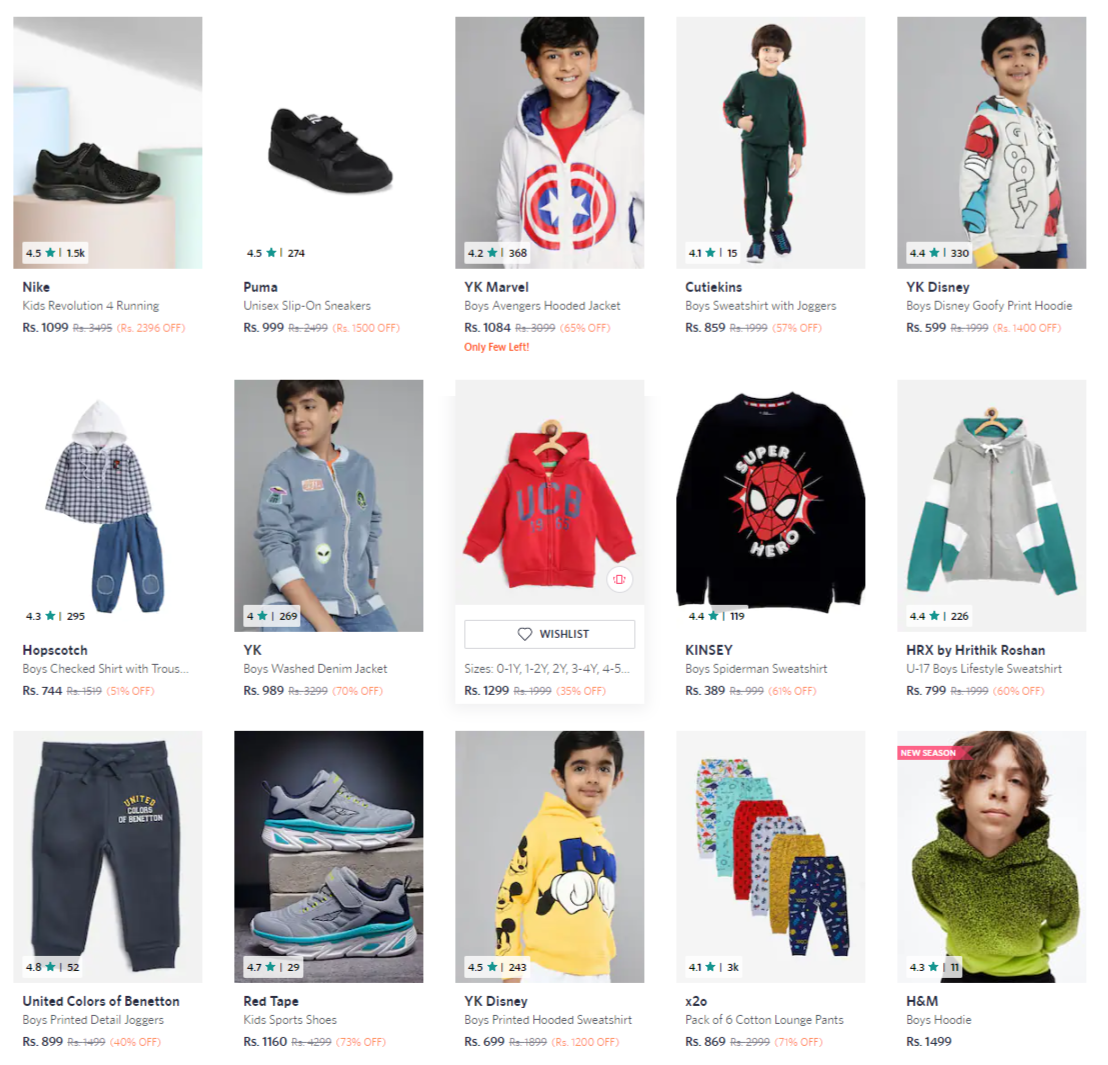 GOOFY
4.5 ★ | 1.5k
4.5 ★ | 274
4.2 ★ | 368
4.1 ★ | 15
4.4 ★ | 330
Nike
Kids Revolution 4 Running
Rs. 1099 Rs. 3495 (Rs. 2396 OFF)
Puma
Unisex Slip-On Sneakers
Rs. 999 Rs. 2499 (Rs. 1500 OFF)
YK Marvel
Boys Avengers Hooded Jacket
Rs. 1084 Rs. 3099 (65% OFF)
Only Few Left!
Cutiekins
Boys Sweatshirt with Joggers
Rs. 859 Rs. 1999 (57% OFF)
YK Disney
Boys Disney Goofy Print Hoodie
Rs. 599 Rs. 1999 (Rs. 1400 OFF)
UCB
SUPER
HERO
4.3 ★ | 295
4 ★ | 269
4.4 ★ | 119
4.4 ★ | 226
Hopscotch
Boys Checked Shirt with Trous...
Rs. 744 Rs. 1519 (51% OFF)
YK
Boys Washed Denim Jacket
Rs. 989 Rs. 3299 (70% OFF)
WISHLIST
Sizes: 0-1Y, 1-2Y, 2Y, 3-4Y, 4-5...
Rs. 1299 Rs. 1999 (35% OFF)
KINSEY
Boys Spiderman Sweatshirt
Rs. 389 Rs. 999 (61% OFF)
HRX by Hrithik Roshan
U-17 Boys Lifestyle Sweatshirt
Rs. 799 Rs. 1999 (60% OFF)
UNITED
COLORS
OF BENETTON
FUN
NEW SEASON
4.8 ★ | 52
4.7 ★ | 29
4.5 ★ | 243
4.1 ★ | 3k
4.3 ★ | 11
United Colors of Benetton
Boys Printed Detail Joggers
Rs. 899 Rs. 1499 (40% OFF)
Red Tape
Kids Sports Shoes
Rs. 1160 Rs. 4299 (73% OFF)
YK Disney
Boys Printed Hooded Sweatshirt
Rs. 699 Rs. 1899 (Rs. 1200 OFF)
x2o
Pack of 6 Cotton Lounge Pants
Rs. 869 Rs. 2999 (71% OFF)
H&M
Boys Hoodie
Rs. 1499